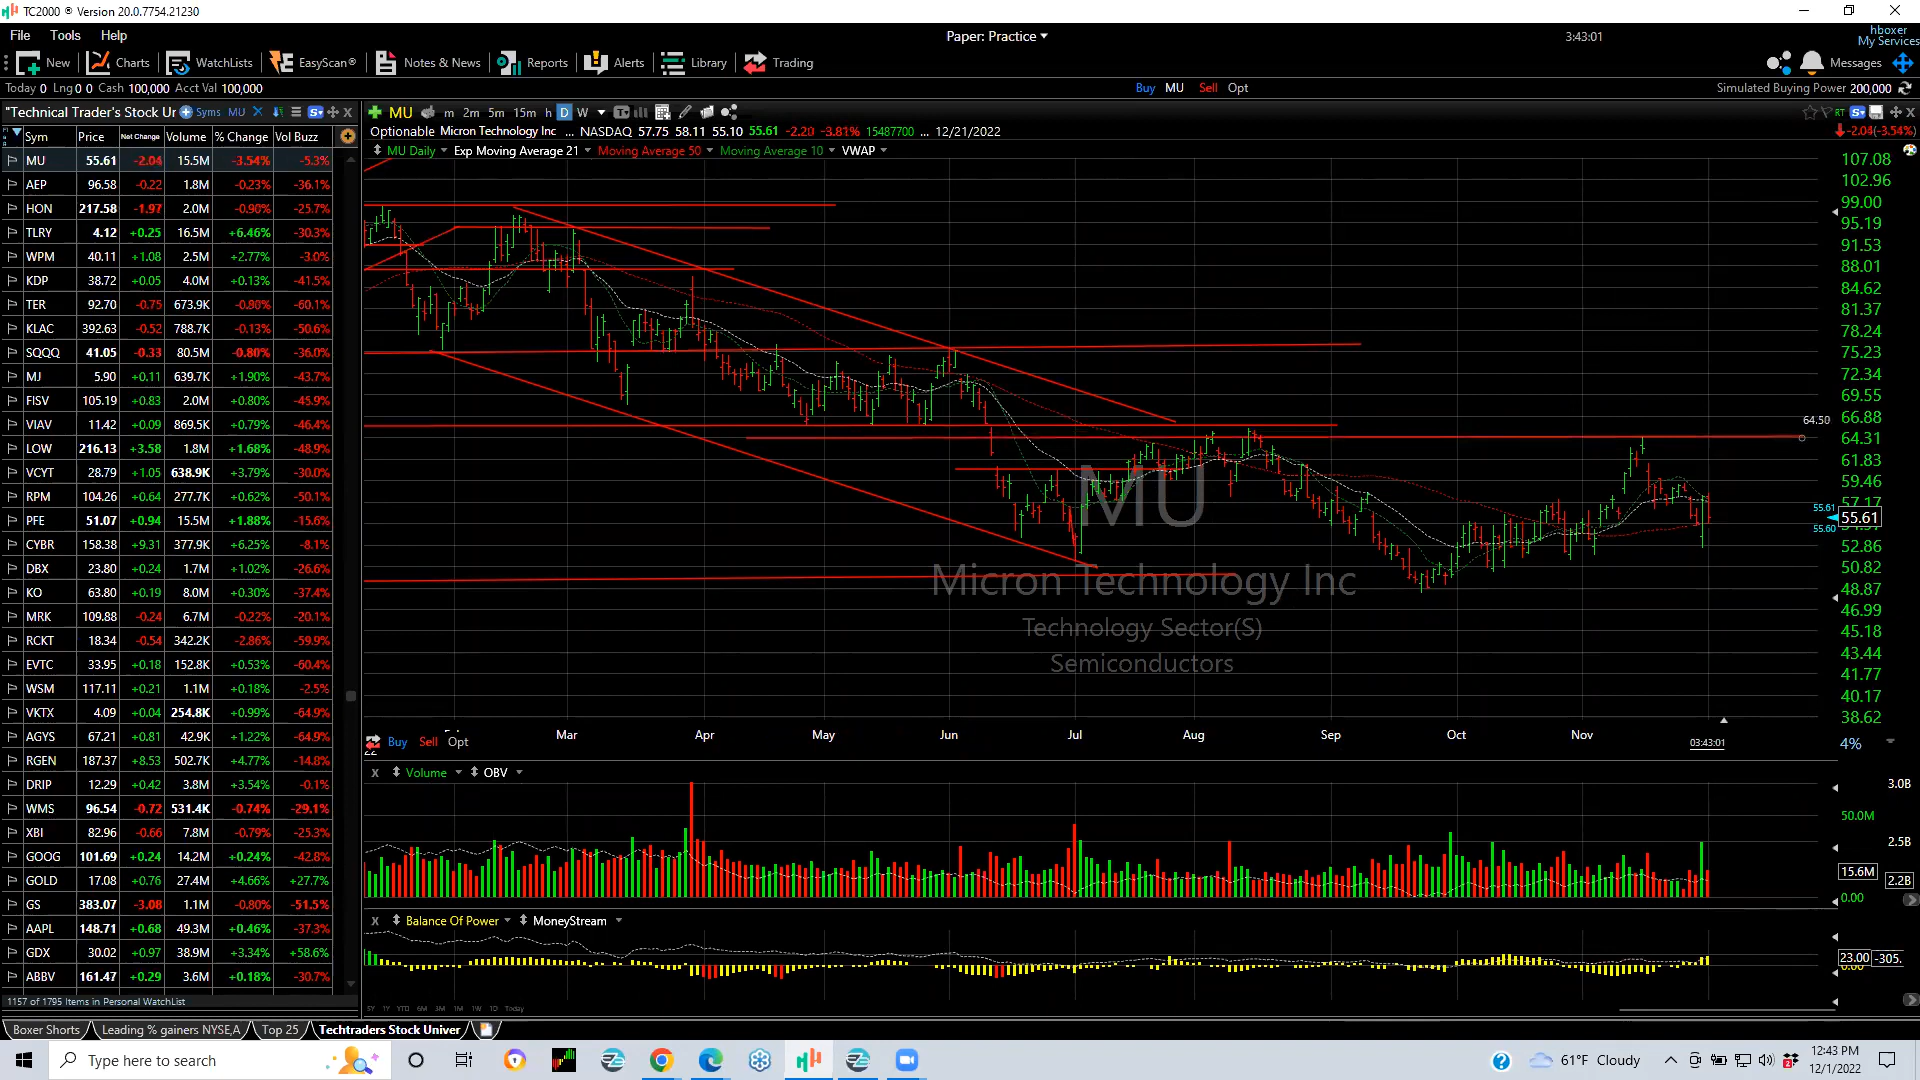 TC2000 ® Version 20.0.7754.21230
File Tools Help
Paper: Practice
3:43:01
hboxer
My Services
New Charts WatchLists EasyScan® Notes & News Reports Alerts Library Trading
Messages
Today 0 Lng 0 0 Cash 100,000 Acct Val 100,000
Buy MU Sell Opt
Simulated Buying Power 200,000
"Technical Trader's Stock Ur Syms MU
MU m 2m 5m 15m h D W
RT
Sym Price Net Change Volume % Change Vol Buzz
Optionable Micron Technology Inc ... NASDAQ 57.75 58.11 55.10 55.61 -2.20 -3.81% 15487700 ... 12/21/2022
-2.04(-3.54%)
MU Daily Exp Moving Average 21 Moving Average 50 Moving Average 10 VWAP
MU 55.61 -2.04 15.5M -3.54% -5.3%
AEP 96.58 -0.22 1.8M -0.23% -36.1%
HON 217.58 -1.97 2.0M -0.90% -25.7%
TLRY 4.12 +0.25 16.5M +6.46% -30.3%
WPM 40.11 +1.08 2.5M +2.77% -3.0%
KDP 38.72 +0.05 4.0M +0.13% -41.5%
TER 92.70 -0.75 673.9K -0.80% -60.1%
KLAC 392.63 -0.52 788.7K -0.13% -50.6%
SQQQ 41.05 -0.33 80.5M -0.80% -36.0%
MJ 5.90 +0.11 639.7K +1.90% -43.7%
FISV 105.19 +0.83 2.0M +0.80% -45.9%
VIAV 11.42 +0.09 869.5K +0.79% -46.4%
LOW 216.13 +3.58 1.8M +1.68% -48.9%
VCYT 28.79 +1.05 638.9K +3.79% -30.0%
RPM 104.26 +0.64 277.7K +0.62% -50.1%
PFE 51.07 +0.94 15.5M +1.88% -15.6%
CYBR 158.38 +9.31 377.9K +6.25% -8.1%
DBX 23.80 +0.24 1.7M +1.02% -26.6%
KO 63.80 +0.19 8.0M +0.30% -37.4%
MRK 109.88 -0.24 6.7M -0.22% -20.1%
RCKT 18.34 -0.54 342.2K -2.86% -59.9%
EVTC 33.95 +0.18 152.8K +0.53% -60.4%
WSM 117.11 +0.21 1.1M +0.18% -2.5%
VKTX 4.09 +0.04 254.8K +0.99% -64.9%
AGYS 67.21 +0.81 42.9K +1.22% -64.9%
RGEN 187.37 +8.53 502.7K +4.77% -14.8%
DRIP 12.29 +0.42 3.8M +3.54% -0.1%
WMS 96.54 -0.72 531.4K -0.74% -29.1%
XBI 82.96 -0.66 7.8M -0.79% -25.3%
GOOG 101.69 +0.24 14.2M +0.24% -42.8%
GOLD 17.08 +0.76 27.4M +4.66% +27.7%
GS 383.07 -3.08 1.1M -0.80% -51.5%
AAPL 148.71 +0.68 49.3M +0.46% -37.3%
GDX 30.02 +0.97 38.9M +3.34% +58.6%
ABBV 161.47 +0.29 3.6M +0.18% -30.7%
1157 of 1795 Items in Personal WatchList
107.08
102.96
99.00
95.19
91.53
88.01
84.62
81.37
78.24
75.23
72.34
69.55
66.88
64.50
64.31
61.83
59.46
57.17
55.61
55.61
55.60
52.86
50.82
48.87
46.99
45.18
43.44
41.77
40.17
38.62
MU
Micron Technology Inc
Technology Sector(S)
Semiconductors
Mar Apr May Jun Jul Aug Sep Oct Nov
03:43:01
4%
Buy Sell Opt
x Volume OBV
3.0B
50.0M
2.5B
15.6M
2.2B
0.00
x Balance Of Power MoneyStream
23.00 -305.
5Y 1Y YTD 6M 3M 1M 1W 1D Today
Boxer Shorts Leading % gainers NYSE,A Top 25 Techtraders Stock Univer
Type here to search
61°F Cloudy
12:43 PM
12/1/2022